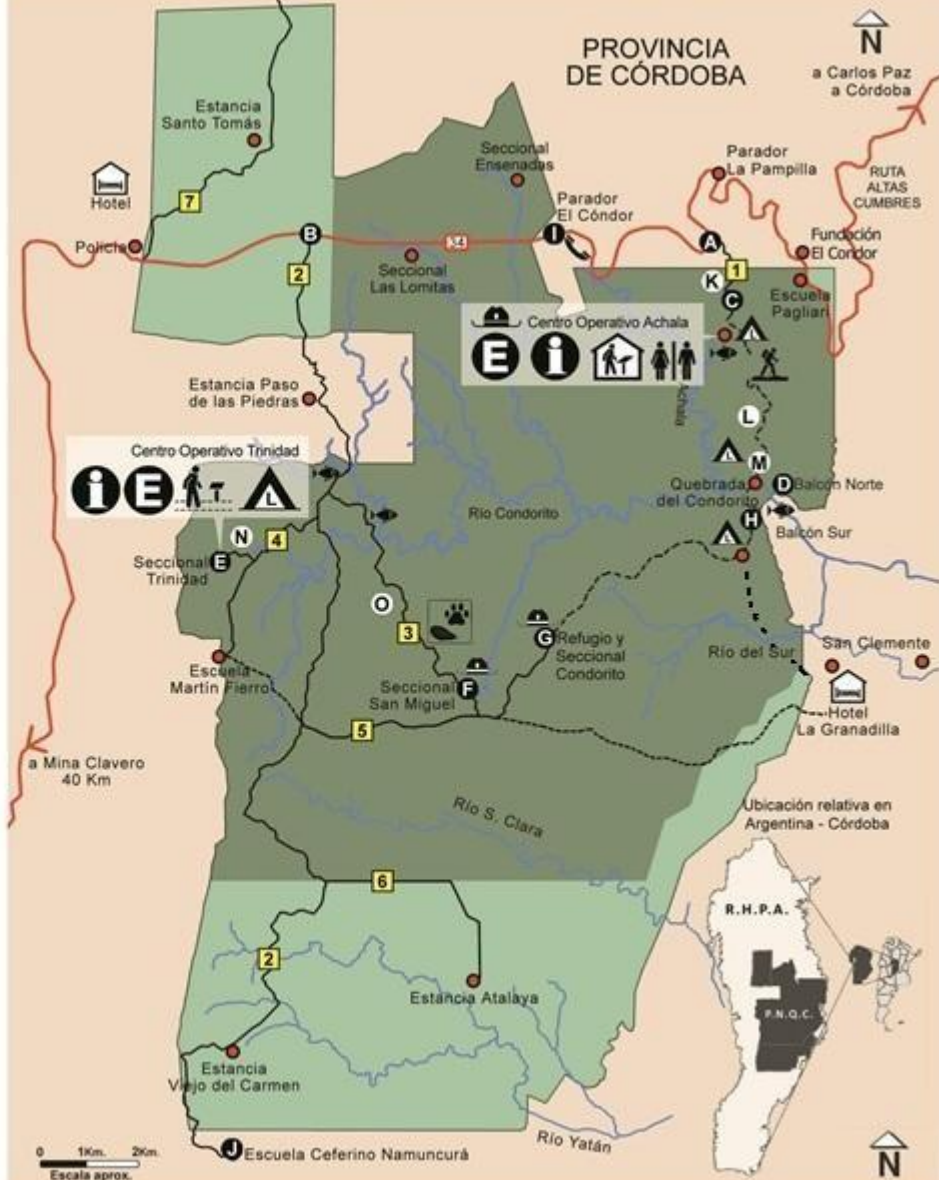 PROVINCIA
DE CÓRDOBA
N
a Carlos Paz
a Córdoba
Estancia
Santo Tomás
Seccional
Ensenadas
Parador
La Pampilla
RUTA
ALTAS
CUMBRES
Hotel
7
Parador
El Cóndor
I
Policía
B
34
A
Fundación
El Condor
2
Seccional
Las Lomitas
1
K
C
Escuela
Pagliari
Centro Operativo Achala
E i
Achala
Estancia Paso
de las Piedras
L
Centro Operativo Trinidad
i E L
M
Quebrada
del Condorito
D
Balcón Norte
Río Condorito
H
Balcón Sur
N
4
Seccional
Trinidad
E
O
3
G
Refugio y
Seccional
Condorito
Río del Sur
San Clemente
Escuela
Martín Fierro
Seccional
San Miguel
F
Hotel
La Granadilla
5
a Mina Clavero
40 Km
Río S. Clara
Ubicación relativa en
Argentina - Córdoba
6
R.H.P.A.
2
P.N.Q.C.
Estancia Atalaya
Estancia
Viejo del Carmen
Río Yatán
J
Escuela Ceferino Namuncurá
N
0 1Km. 2Km.
Escala aprox.